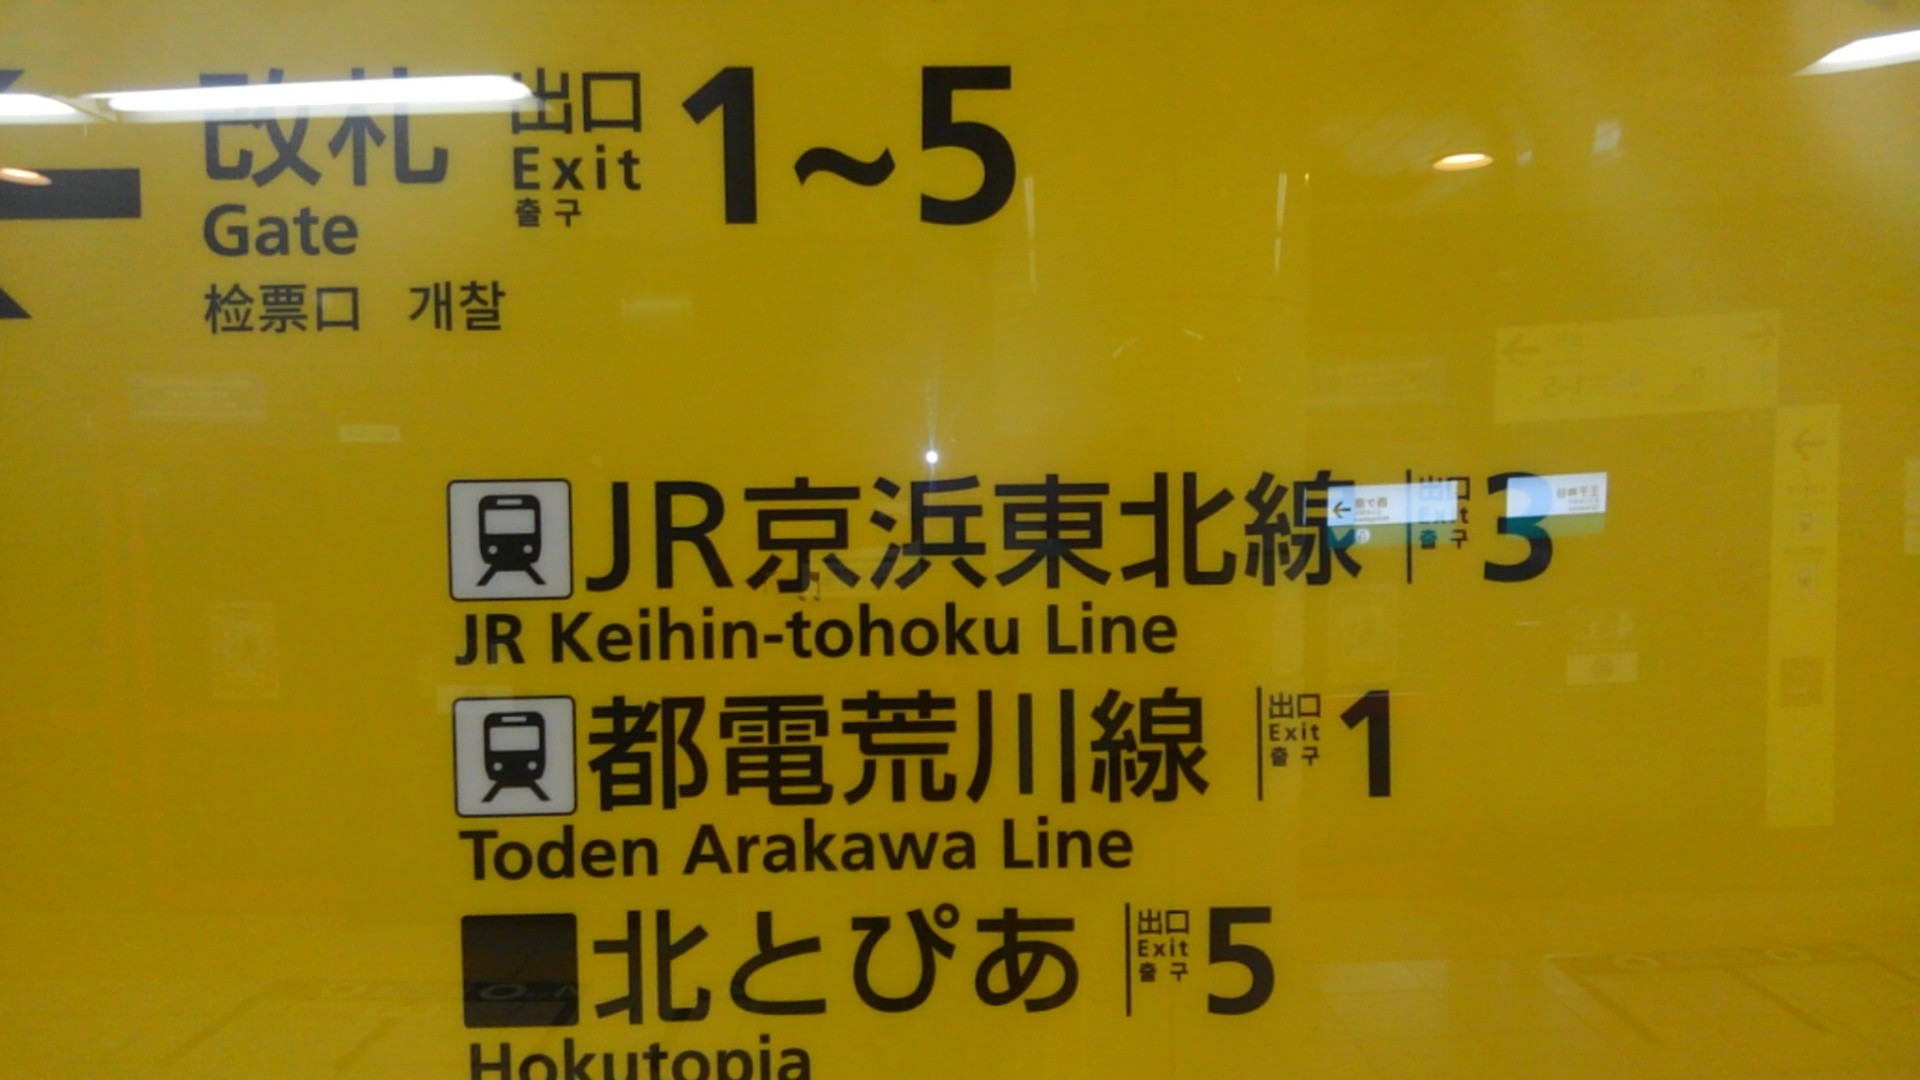 改札 出口 1~5
Exit
출구
Gate
检票口 개찰
JR京浜東北線 出口 Exit 출구 3
JR Keihin-tohoku Line
都電荒川線 出口 Exit 출구 1
Toden Arakawa Line
北とぴあ 出口 Exit 출구 5
Hokutopia